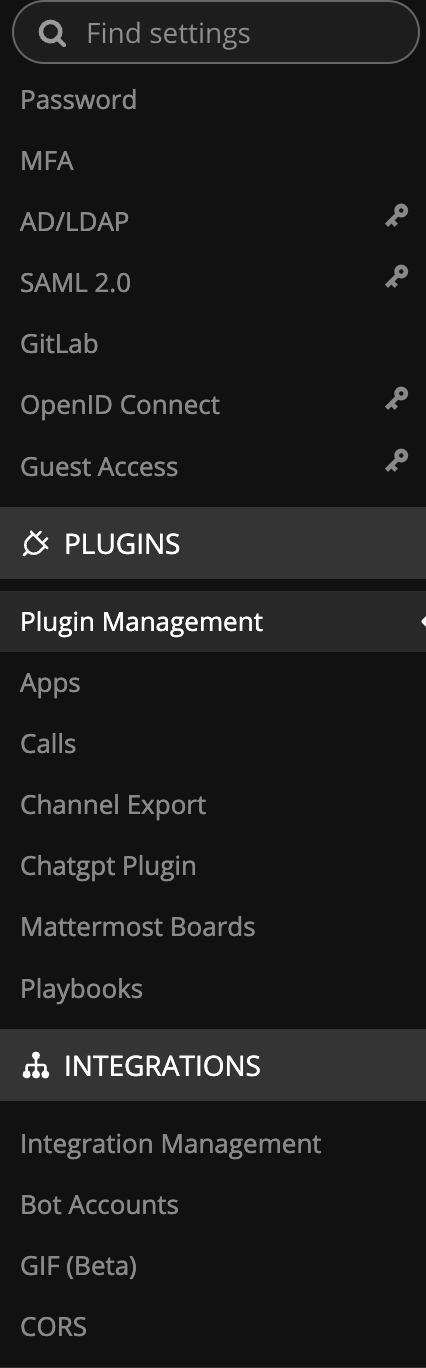 Find settings
Password
MFA
AD/LDAP
SAML 2.0
GitLab
OpenID Connect
Guest Access
PLUGINS
Plugin Management
Apps
Calls
Channel Export
Chatgpt Plugin
Mattermost Boards
Playbooks
INTEGRATIONS
Integration Management
Bot Accounts
GIF (Beta)
CORS